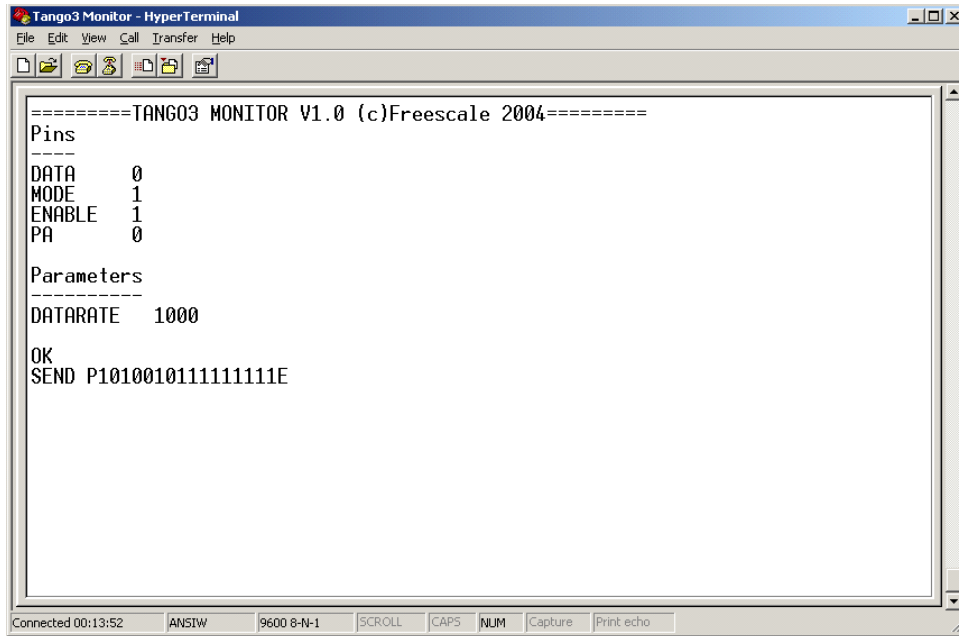 Tango3 Monitor - HyperTerminal
File Edit View Call Transfer Help
=========TANGO3 MONITOR V1.0 (c)Freescale 2004=========
Pins
----
DATA 0
MODE 1
ENABLE 1
PA 0
Parameters
----------
DATARATE 1000
OK
SEND P1010010111111111E
Connected 00:13:52 ANSIW 9600 8-N-1 SCROLL CAPS NUM Capture Print echo